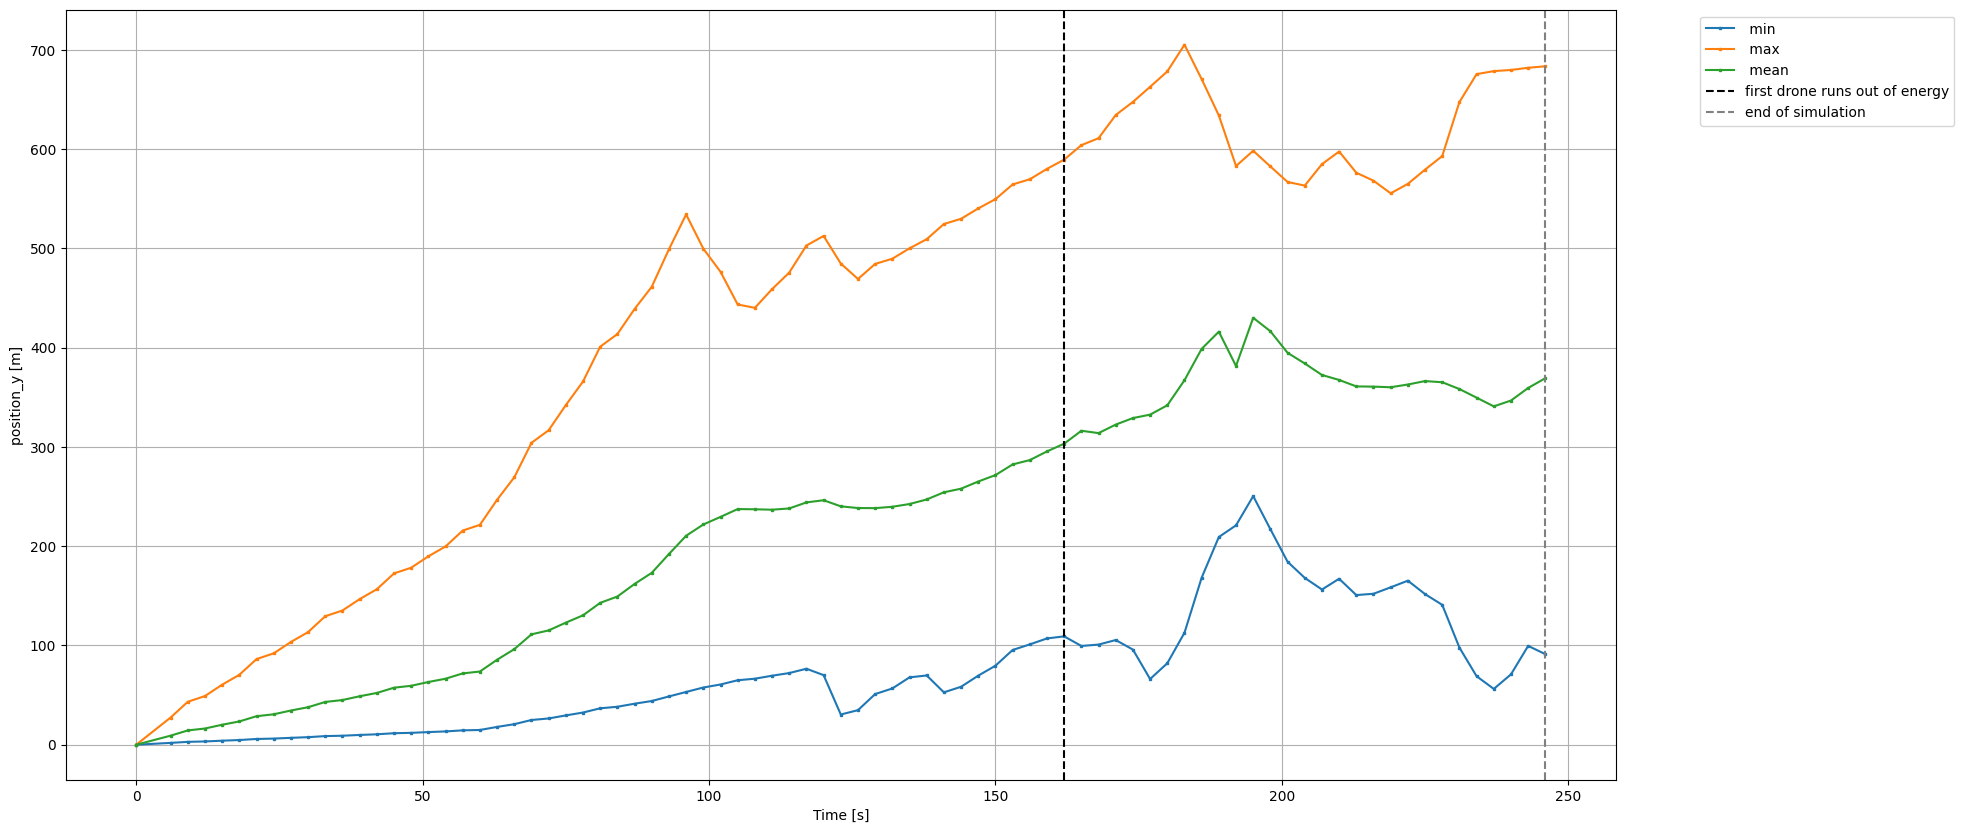 min
max
mean
first drone runs out of energy
end of simulation
position_y [m]
700
600
500
400
300
200
100
0
0
50
100
150
200
250
Time [s]